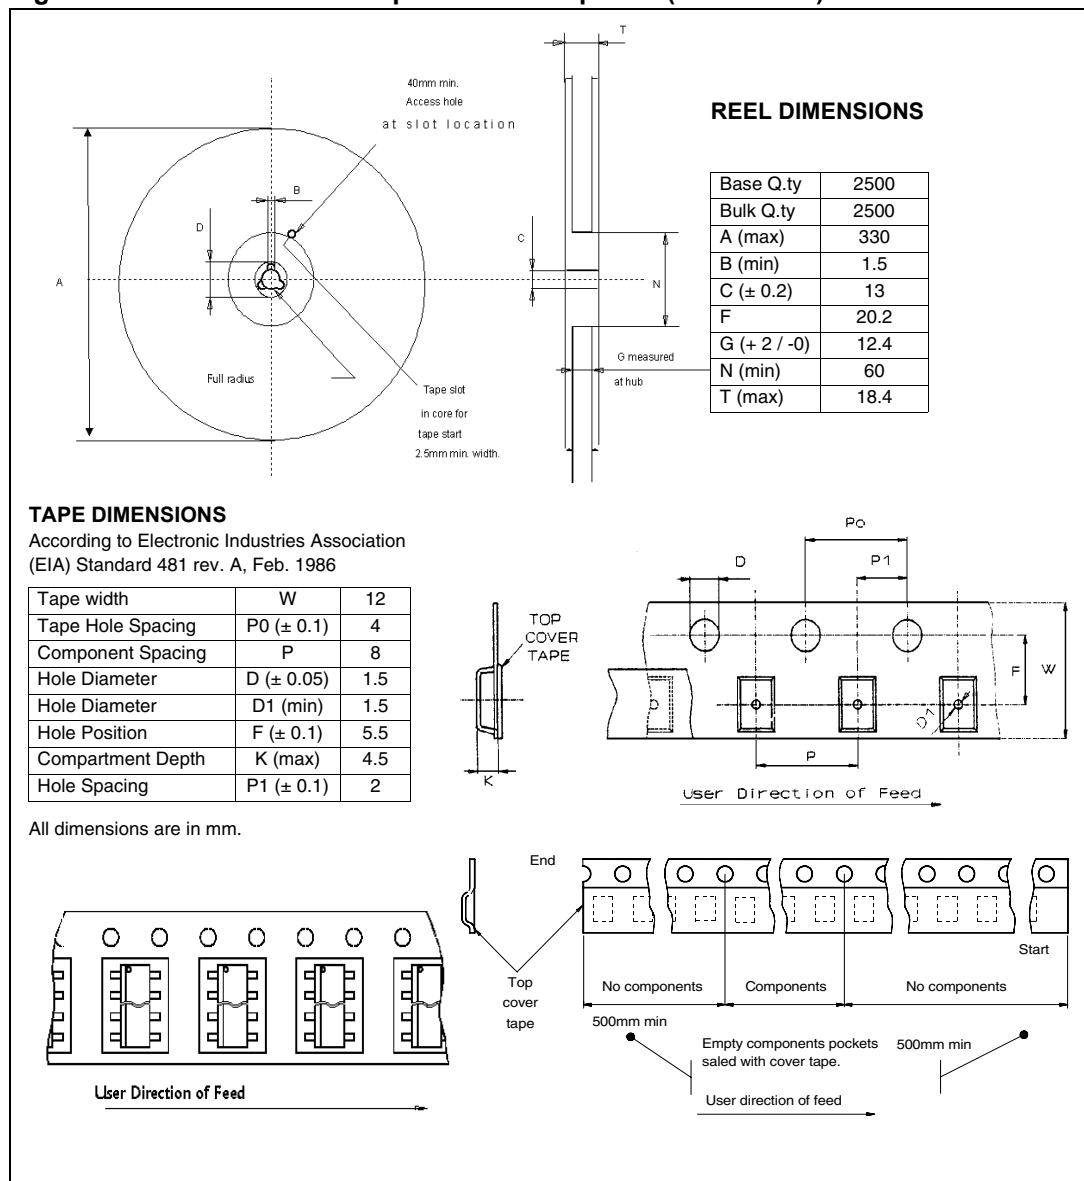 T
40mm min.
Access hole
at slot location
REEL DIMENSIONS
B
D
C
A
N
Base Q.ty 2500
Bulk Q.ty 2500
A (max) 330
B (min) 1.5
C (± 0.2) 13
F 20.2
G (+ 2 / -0) 12.4
N (min) 60
T (max) 18.4
G measured
at hub
Full radius
Tape slot
in core for
tape start
2.5mm min. width.
TAPE DIMENSIONS
According to Electronic Industries Association
(EIA) Standard 481 rev. A, Feb. 1986
Tape width W 12
Tape Hole Spacing P0 (± 0.1) 4
Component Spacing P 8
Hole Diameter D (± 0.05) 1.5
Hole Diameter D1 (min) 1.5
Hole Position F (± 0.1) 5.5
Compartment Depth K (max) 4.5
Hole Spacing P1 (± 0.1) 2
All dimensions are in mm.
Po
D
P1
TOP
COVER
TAPE
F
W
D1
P
K
User Direction of Feed
End
Start
Top
cover
tape
No components
Components
No components
500mm min
Empty components pockets
saled with cover tape.
500mm min
User direction of feed
User Direction of Feed